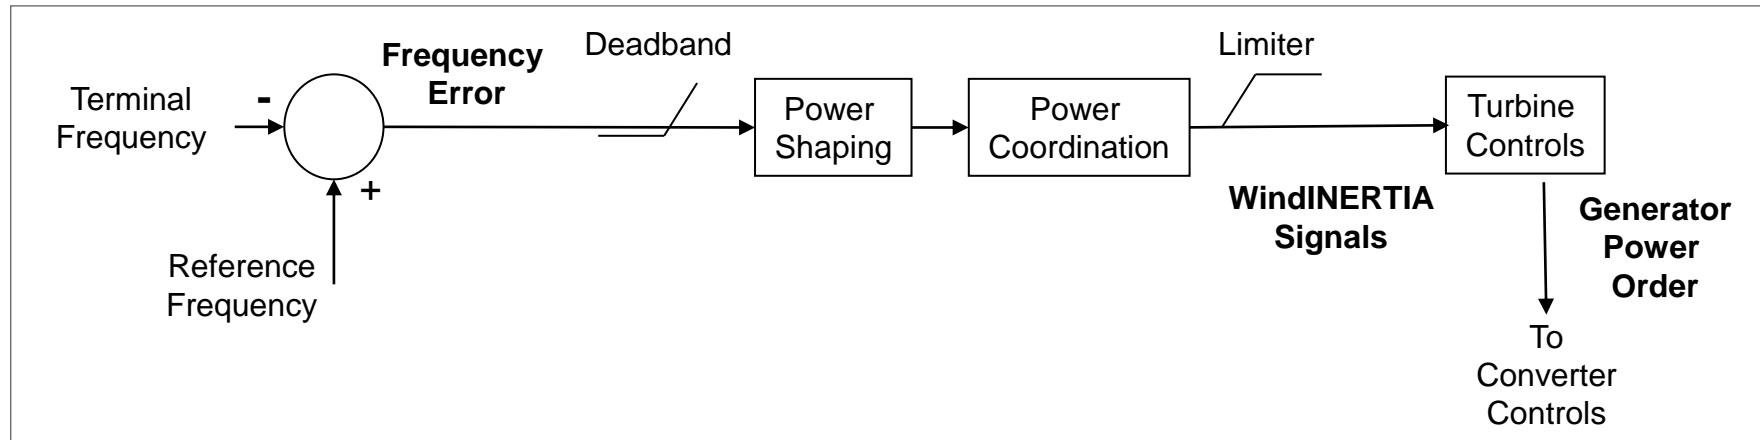 Terminal
Frequency
-
+
Reference
Frequency
Frequency
Error
Deadband
Power
Shaping
Power
Coordination
Limiter
WindINERTIA
Signals
Turbine
Controls
Generator
Power
Order
To
Converter
Controls